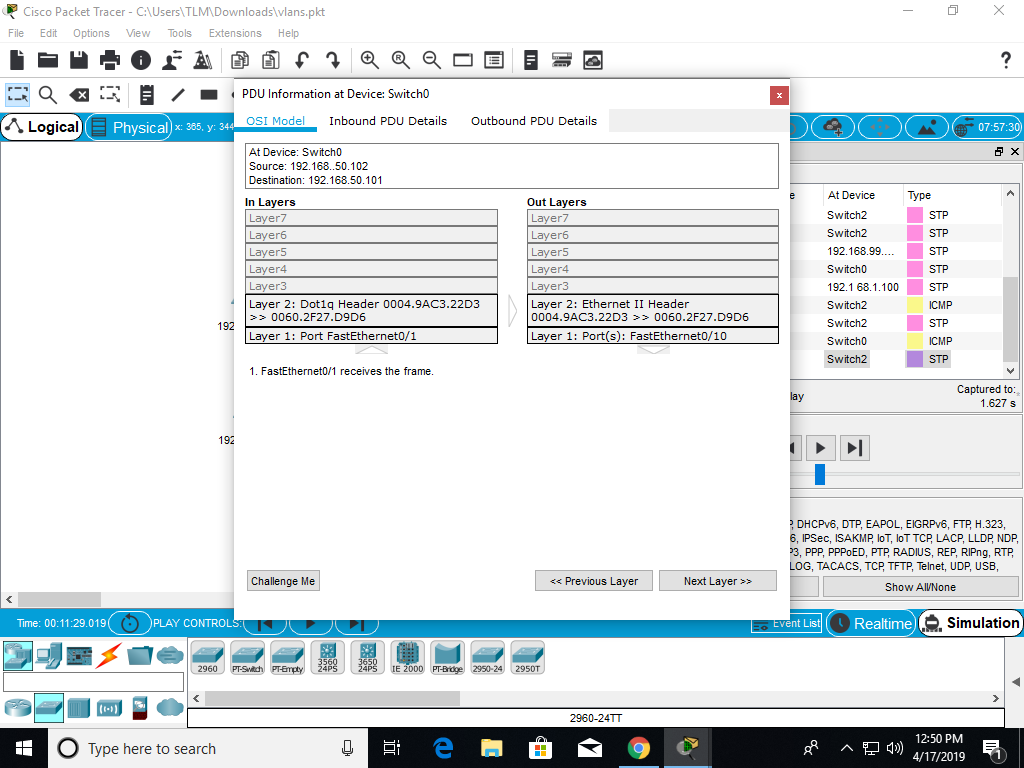 Cisco Packet Tracer - C:\Users\TLM\Downloads\vlans.pkt
File Edit Options View Tools Extensions Help
PDU Information at Device: Switch0
x
Logical
Physical
x: 365, y: 344
07:57:30
OSI Model
Inbound PDU Details
Outbound PDU Details
At Device: Switch0
Source: 192.168..50.102
Destination: 192.168.50.101
In Layers
Layer7
Layer6
Layer5
Layer4
Layer3
Layer 2: Dot1q Header 0004.9AC3.22D3
>> 0060.2F27.D9D6
Layer 1: Port FastEthernet0/1
Out Layers
Layer7
Layer6
Layer5
Layer4
Layer3
Layer 2: Ethernet II Header
0004.9AC3.22D3 >> 0060.2F27.D9D6
Layer 1: Port(s): FastEthernet0/10
1. FastEthernet0/1 receives the frame.
Challenge Me
<< Previous Layer
Next Layer >>
192
192
e At Device Type
Switch2 STP
Switch2 STP
192.168.99.... STP
Switch0 STP
192.1 68.1.100 STP
Switch2 ICMP
Switch2 STP
Switch0 ICMP
Switch2 STP
lay
Captured to:
1.627 s
P, DHCPv6, DTP, EAPOL, EIGRPv6, FTP, H.323,
6, IPSec, ISAKMP, IoT, IoT TCP, LACP, LLDP, NDP,
P3, PPP, PPPoED, PTP, RADIUS, REP, RIPng, RTP,
LOG, TACACS, TCP, TFTP, Telnet, UDP, USB,
Show All/None
Time: 00:11:29.019
PLAY CONTROLS:
Event List
Realtime
Simulation
2960
PT-Switch
PT-Empty
3560 24PS
3650 24PS
IE 2000
PT-Bridge
2950-24
2950T
2960-24TT
Type here to search
12:50 PM
4/17/2019
1